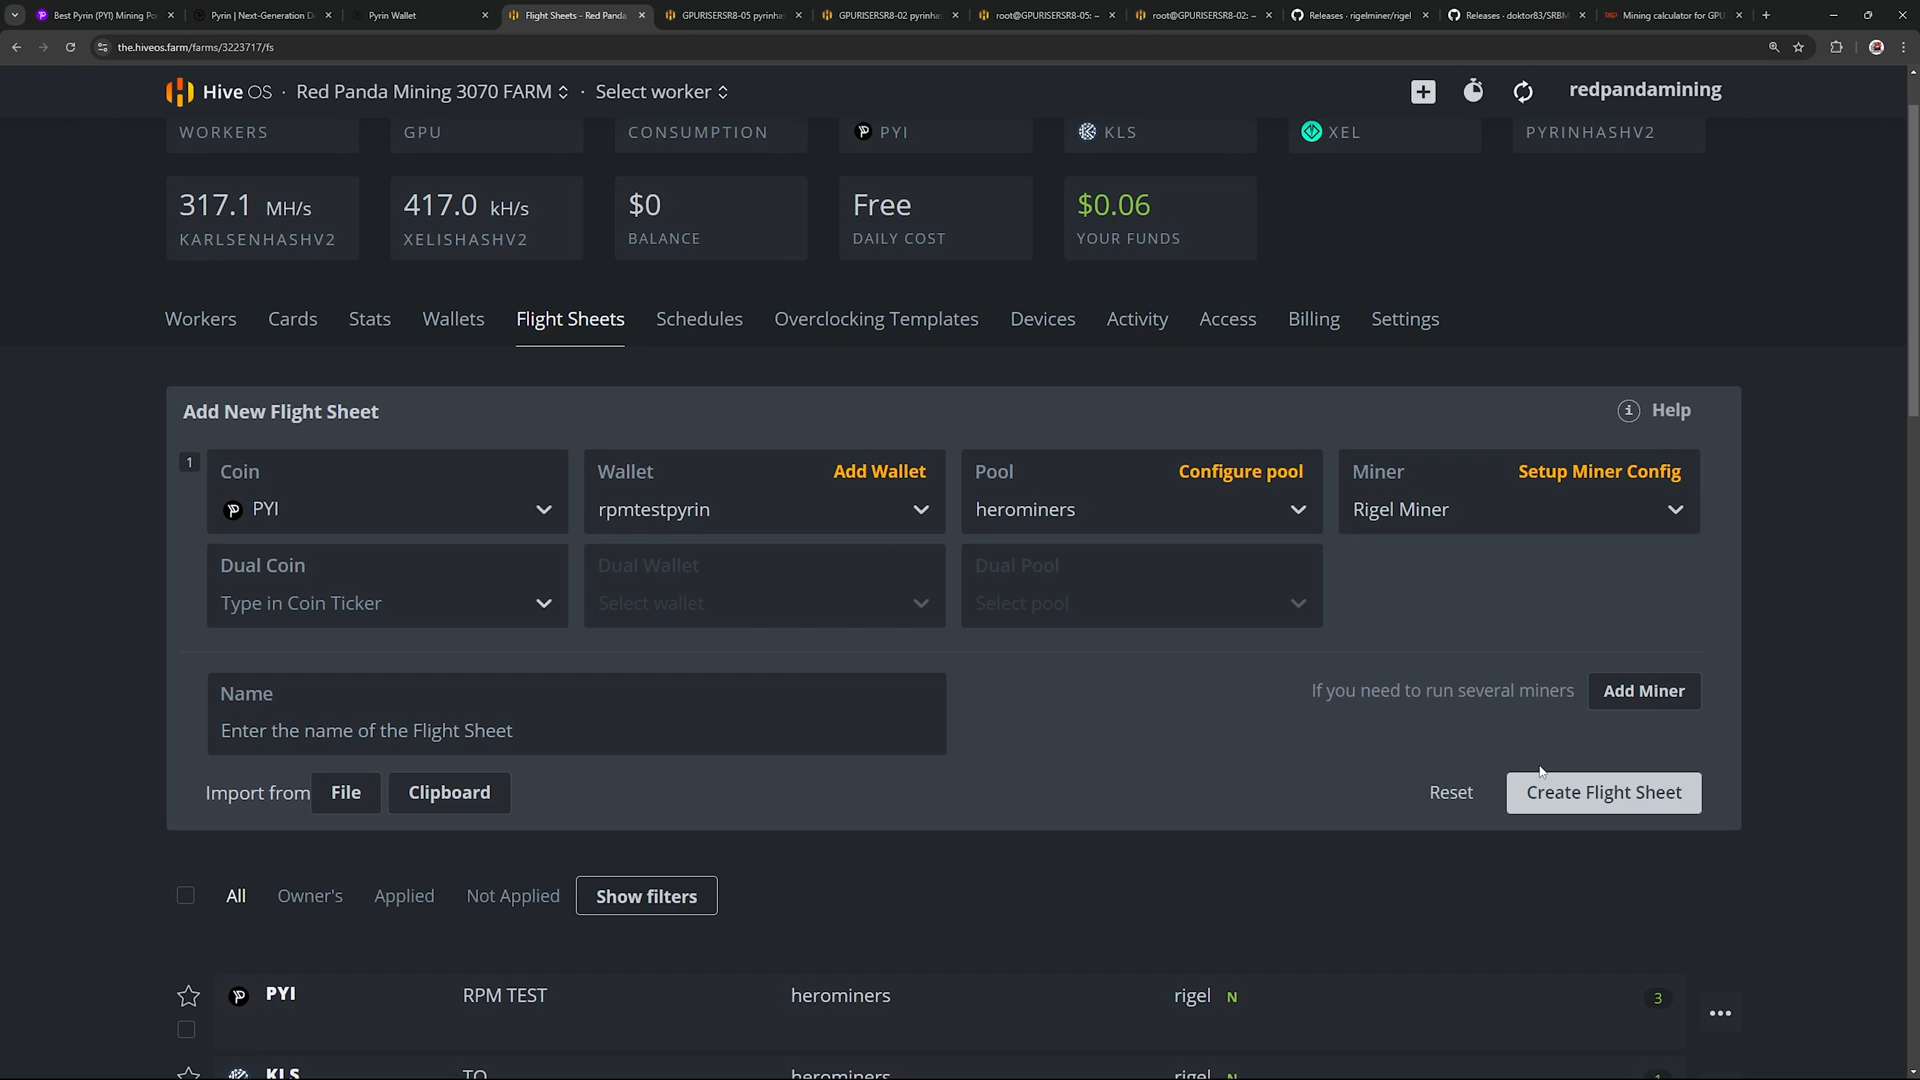 Best Pyrin (PYI) Mining Po
Pyrin | Next-Generation D
Pyrin Wallet
Flight Sheets - Red Panda
GPURISERSR8-05 pyrinha
GPURISERSR8-02 pyrinha
root@GPURISERSR8-05: ~
root@GPURISERSR8-02: ~
Releases · rigelminer/rigel
Releases · doktor83/SRBM
Mining calculator for GPU
the.hiveos.farm/farms/3223717/fs
Hive OS · Red Panda Mining 3070 FARM · Select worker
redpandamining
WORKERS
GPU
CONSUMPTION
PYI
KLS
XEL
PYRINHASHV2
317.1 MH/s
KARLSENHASHV2
417.0 kH/s
XELISHASHV2
$0
BALANCE
Free
DAILY COST
$0.06
YOUR FUNDS
Workers
Cards
Stats
Wallets
Flight Sheets
Schedules
Overclocking Templates
Devices
Activity
Access
Billing
Settings
Add New Flight Sheet
Help
1
Coin
PYI
Wallet
Add Wallet
rpmtestpyrin
Pool
Configure pool
herominers
Miner
Setup Miner Config
Rigel Miner
Dual Coin
Type in Coin Ticker
Dual Wallet
Select wallet
Dual Pool
Select pool
Name
Enter the name of the Flight Sheet
If you need to run several miners
Add Miner
Import from
File
Clipboard
Reset
Create Flight Sheet
All
Owner's
Applied
Not Applied
Show filters
PYI
RPM TEST
herominers
rigel N
3
KLS
TO
herominers
rigel N
1